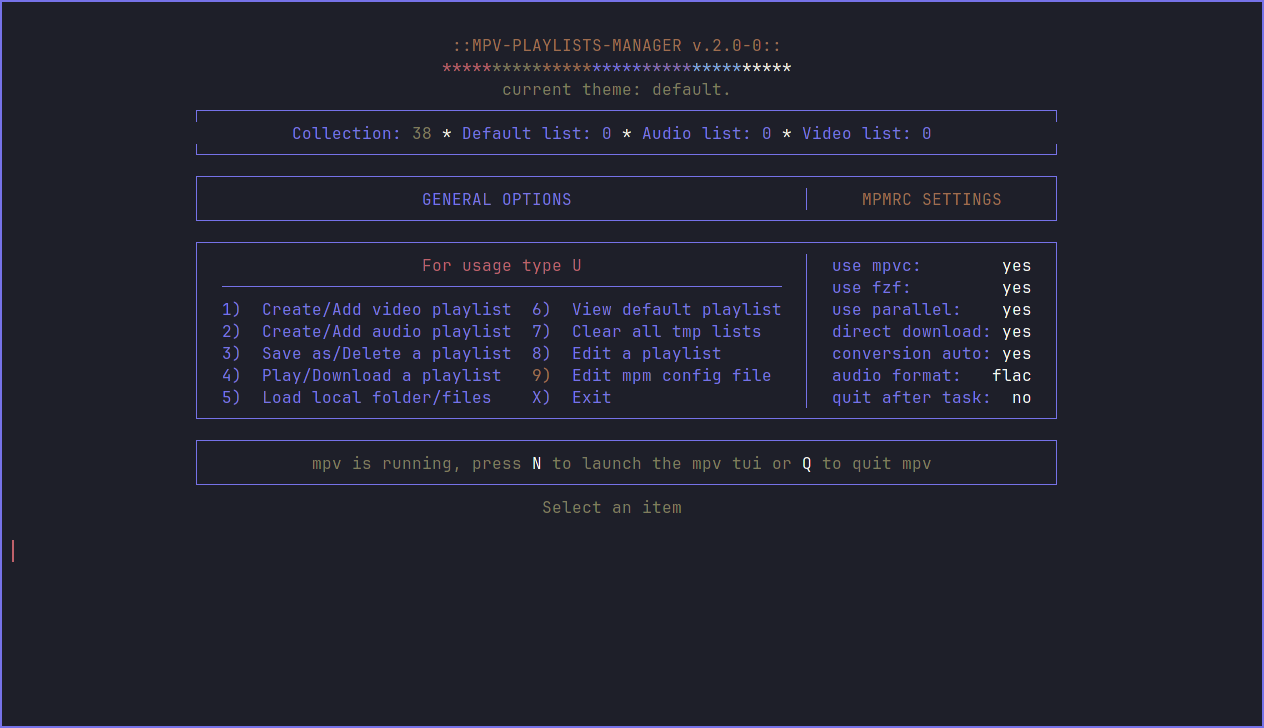 ::MPV-PLAYLISTS-MANAGER v.2.0-0::
***********************************
current theme: default.
Collection: 38 * Default list: 0 * Audio list: 0 * Video list: 0
GENERAL OPTIONS
MPMRC SETTINGS
For usage type U
1) Create/Add video playlist 6) View default playlist
2) Create/Add audio playlist 7) Clear all tmp lists
3) Save as/Delete a playlist 8) Edit a playlist
4) Play/Download a playlist 9) Edit mpm config file
5) Load local folder/files X) Exit
use mpvc: yes
use fzf: yes
use parallel: yes
direct download: yes
conversion auto: yes
audio format: flac
quit after task: no
mpv is running, press N to launch the mpv tui or Q to quit mpv
Select an item